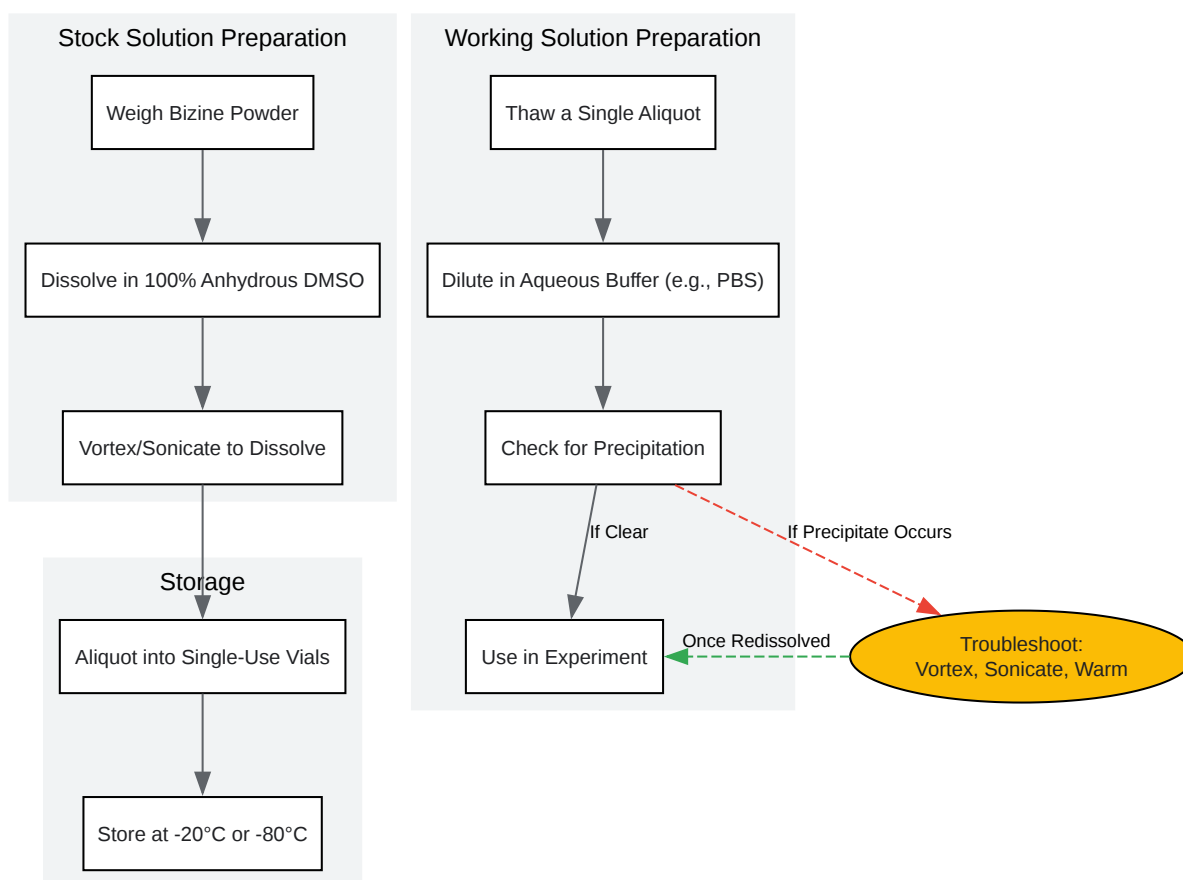 Stock Solution Preparation
Weigh Bizine Powder
Dissolve in 100% Anhydrous DMSO
Vortex/Sonicate to Dissolve
Storage
Aliquot into Single-Use Vials
Store at -20°C or -80°C
Working Solution Preparation
Thaw a Single Aliquot
Dilute in Aqueous Buffer (e.g., PBS)
Check for Precipitation
If Clear
If Precipitate Occurs
Use in Experiment
Once Redissolved
Troubleshoot:
Vortex, Sonicate, Warm